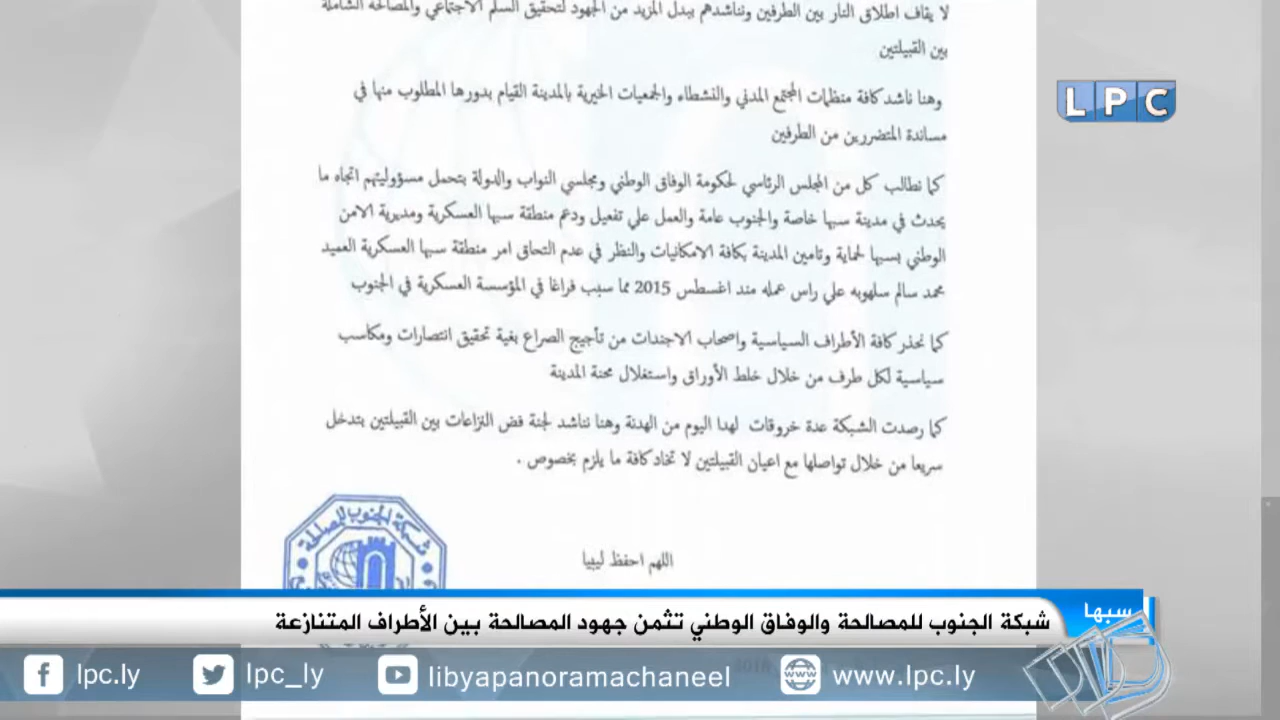 لا يقاف اطلاق النار بين الطرفين ونناشدهم ببدل المزيد من الجهود لتحقيق السلم الاجتماعي والمصالحة الشاملة
بين القبيلتين
وهنا ناشد كافة منظمات المجتمع المدني والنشطاء والجمعيات الخيرية بالمدينة القيام بدورها المطلوب منها في
مساندة المتضررين من الطرفين
كما نطالب كل من المجلس الرئاسي لحكومة الوفاق الوطني ومجلسي النواب والدولة بتحمل مسؤوليتهم اتجاه ما
يحدث في مدينة سبها خاصة والجنوب عامة والعمل علي تفعيل ودعم منطقة سبها العسكرية ومديرية الامن
الوطني بسبها لحماية وتامين المدينة بكافة الامكانيات والنظر في عدم التحاق امر منطقة سبها العسكرية العميد
محمد سالم سلهوبه علي راس عمله مند اغسطس 2015 مما سبب فراغا في المؤسسة العسكرية في الجنوب
كما نحذر كافة الأطراف السياسية واصحاب الاجندات من تأجيج الصراع بغية تحقيق انتصارات ومكاسب
سياسية لكل طرف من خلال خلط الأوراق واستغلال محنة المدينة
كما رصدت الشبكة عدة خروقات لهدا اليوم من الهدنة وهنا نناشد لجنة فض النزاعات بين القبيلتين بتدخل
سريعا من خلال تواصلها مع اعيان القبيلتين لا تخاد كافة ما يلزم بخصوص .
اللهم احفظ ليبيا
شبكة الجنوب للمصالحة
LPC
سبها
شبكة الجنوب للمصالحة والوفاق الوطني تثمن جهود المصالحة بين الأطراف المتنازعة
lpc.ly
lpc_ly
libyapanoramachaneel
www.lpc.ly